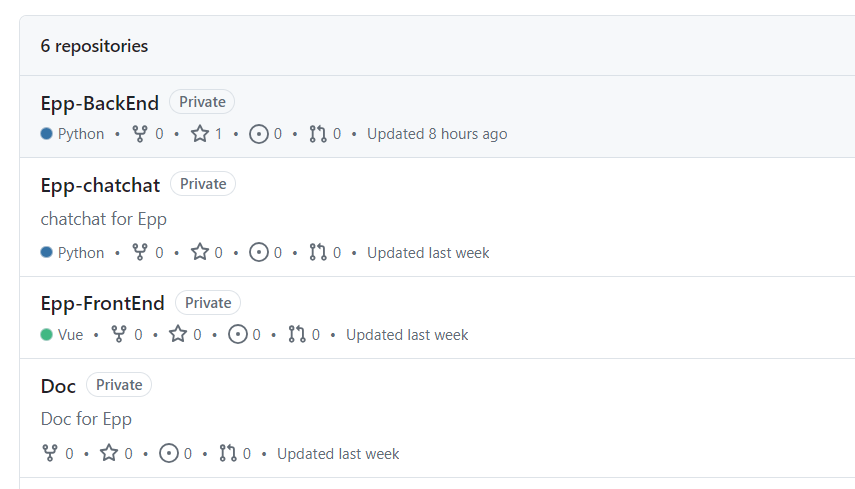 6 repositories
Epp-BackEnd Private
Python • 0 • 1 • 0 • 0 • Updated 8 hours ago
Epp-chatchat Private
chatchat for Epp
Python • 0 • 0 • 0 • 0 • Updated last week
Epp-FrontEnd Private
Vue • 0 • 0 • 0 • 0 • Updated last week
Doc Private
Doc for Epp
0 • 0 • 0 • 0 • Updated last week